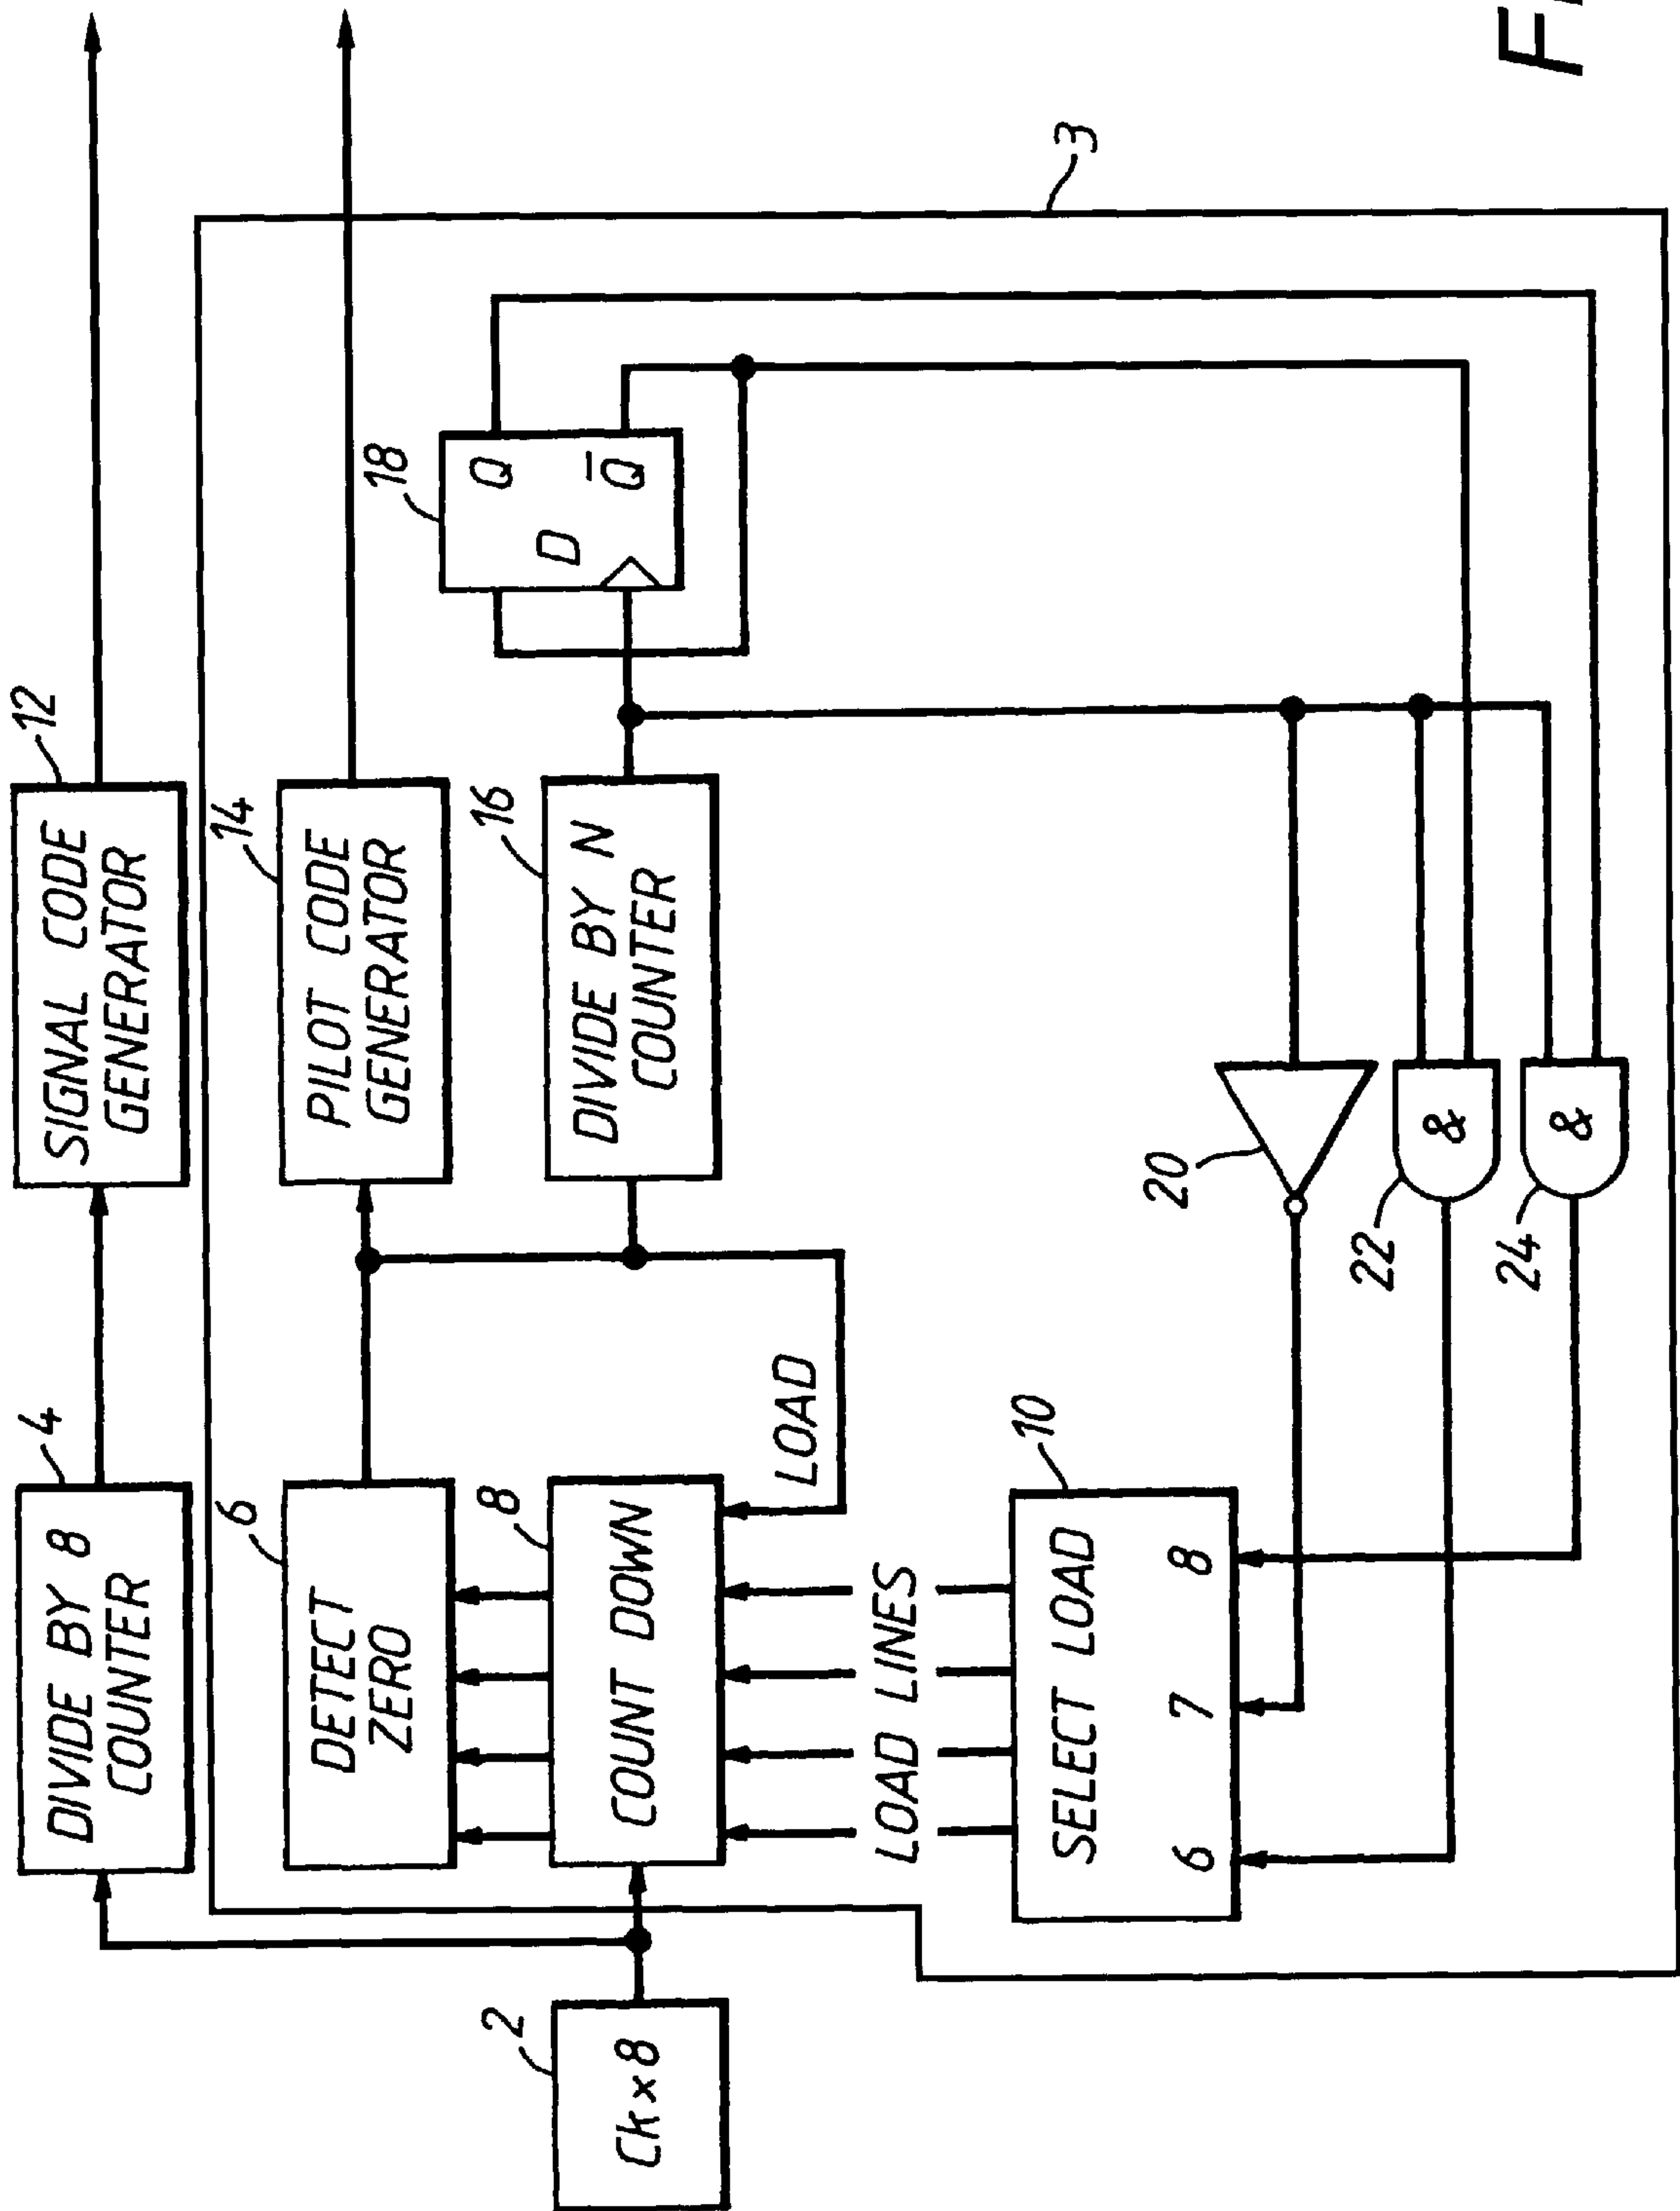 2
Ck x 8
4
DIVIDE BY 8
COUNTER
12
SIGNAL CODE
GENERATOR
6
DETECT
ZERO
14
PILOT CODE
GENERATOR
8
COUNT DOWN
16
DIVIDE BY N
COUNTER
18
D
Q
Q̅
LOAD
LOAD LINES
10
SELECT LOAD
6 7 8
20
22
&
24
&
3